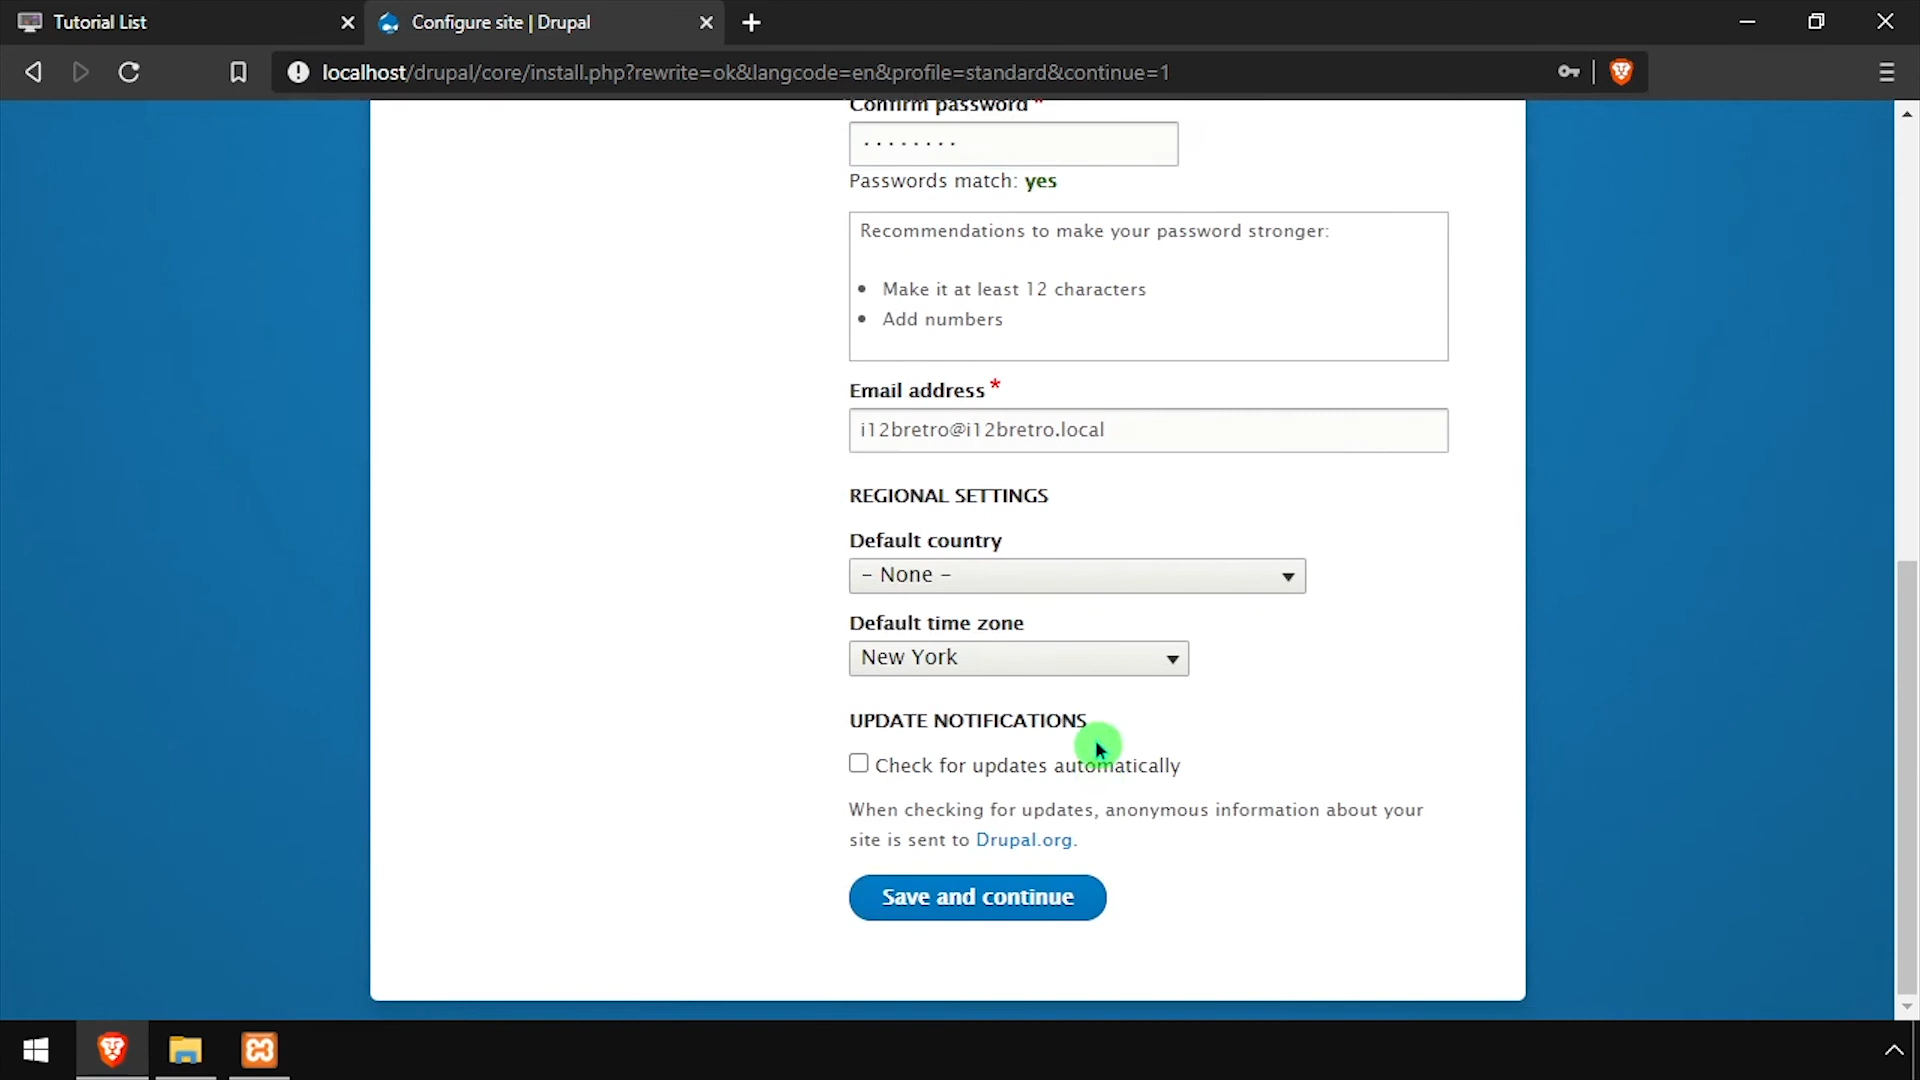 Tutorial List
Configure site | Drupal
localhost/drupal/core/install.php?rewrite=ok&langcode=en&profile=standard&continue=1
Confirm password *
Passwords match: yes
Recommendations to make your password stronger:
Make it at least 12 characters
Add numbers
Email address *
i12bretro@i12bretro.local
REGIONAL SETTINGS
Default country
- None -
Default time zone
New York
UPDATE NOTIFICATIONS
Check for updates automatically
When checking for updates, anonymous information about your
site is sent to Drupal.org.
Save and continue